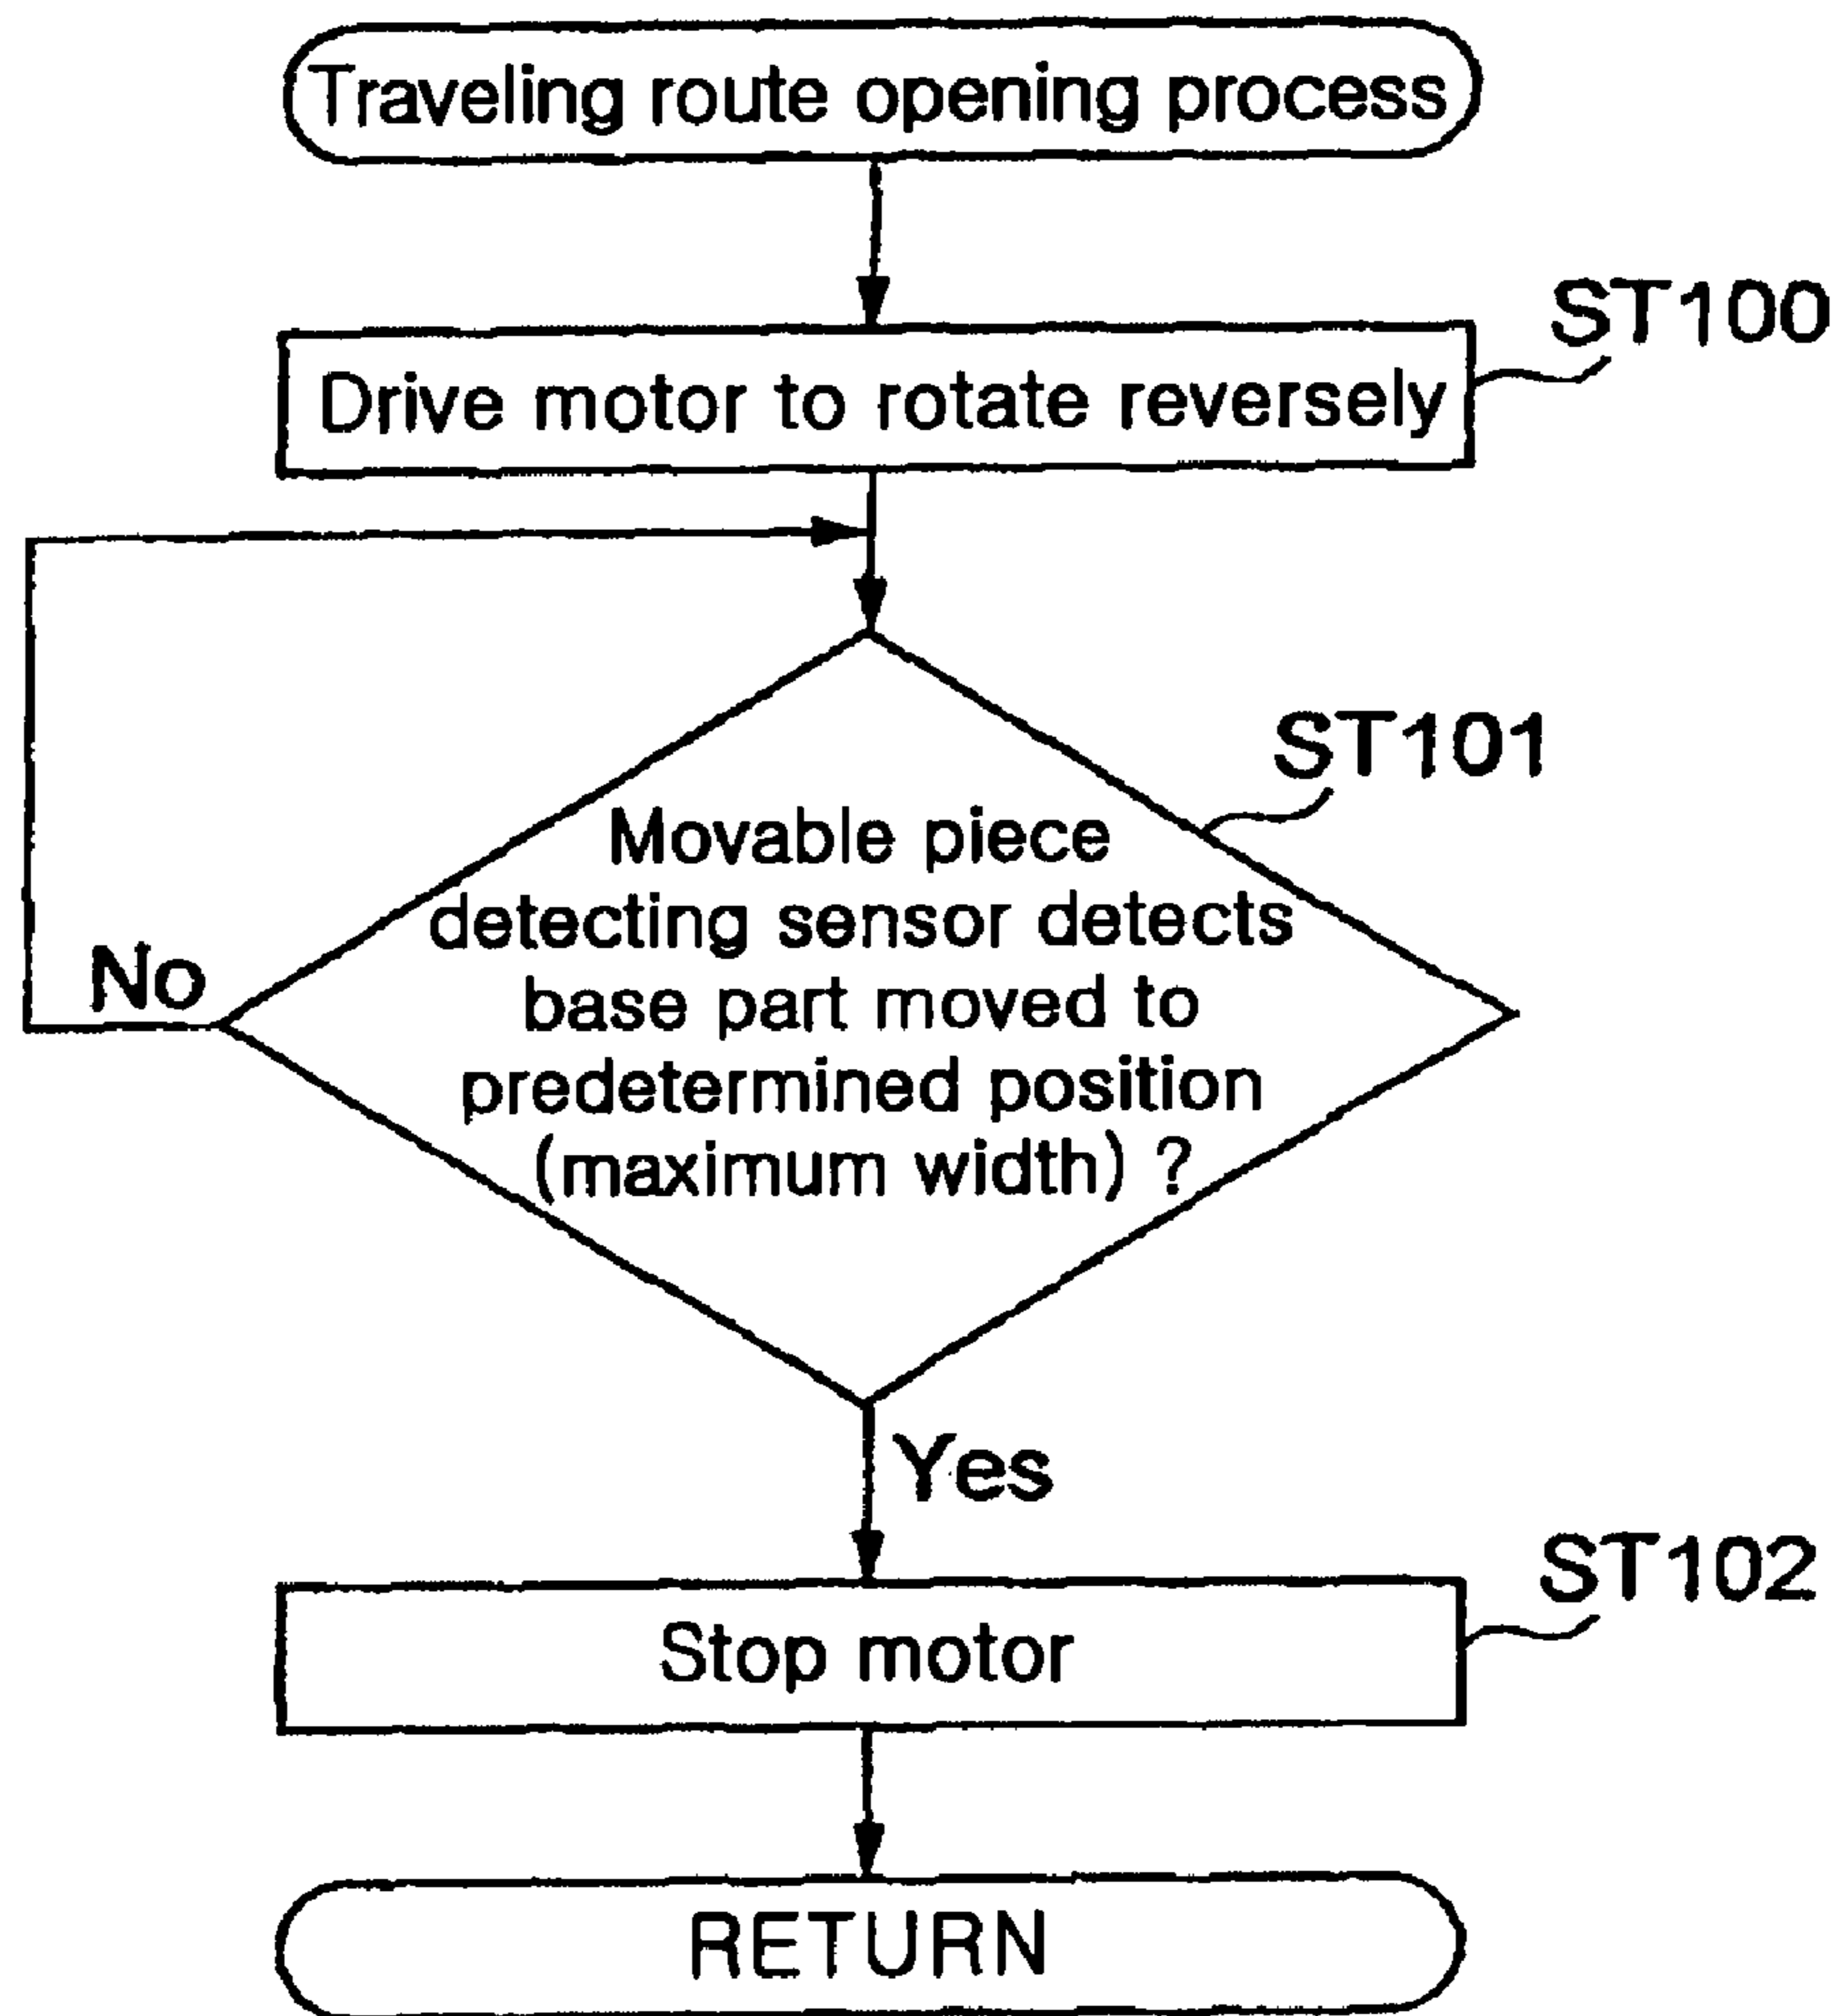 Traveling route opening process
ST100
Drive motor to rotate reversely
ST101
Movable piece
detecting sensor detects
base part moved to
predetermined position
(maximum width) ?
No
Yes
ST102
Stop motor
RETURN